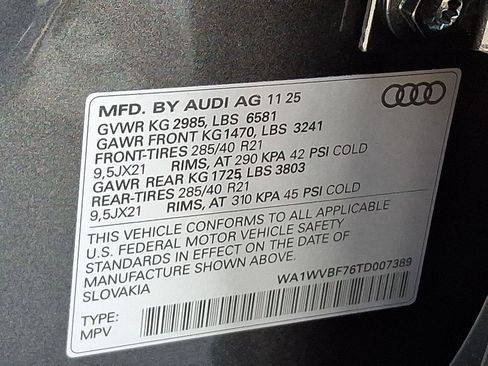 MFD. BY AUDI AG 11 25
GVWR KG 2985, LBS 6581
GAWR FRONT KG1470, LBS 3241
FRONT-TIRES 285/40 R21
9,5JX21 RIMS, AT 290 KPA 42 PSI COLD
GAWR REAR KG1725, LBS 3803
REAR-TIRES 285/40 R21
9,5JX21 RIMS, AT 310 KPA 45 PSI COLD
THIS VEHICLE CONFORMS TO ALL APPLICABLE
U.S. FEDERAL MOTOR VEHICLE SAFETY
STANDARDS IN EFFECT ON THE DATE OF
MANUFACTURE SHOWN ABOVE.
SLOVAKIA
WA1WVBF76TD007389
TYPE:
MPV